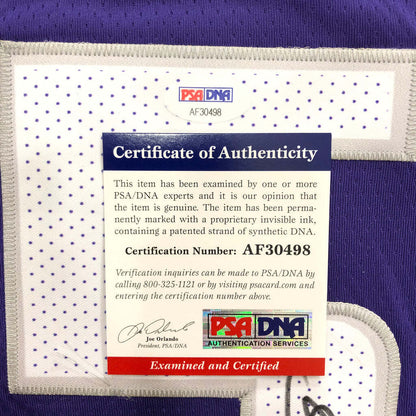 PSA DNA
AF30498
Certificate of Authenticity
This item has been examined by one or more
PSA/DNA experts and it is our opinion that
the item is genuine. The item has been perma-
nently marked with a proprietary invisible ink,
containing a patented strand of synthetic DNA.
Certification Number: AF30498
Verification inquiries can be made to PSA/DNA by
calling 800-325-1121 or by visiting www.psacard.com and
entering the certification number above.
Joe Orlando
President, PSA/DNA
PSA DNA
AUTHENTICATION SERVICES
Examined and Certified